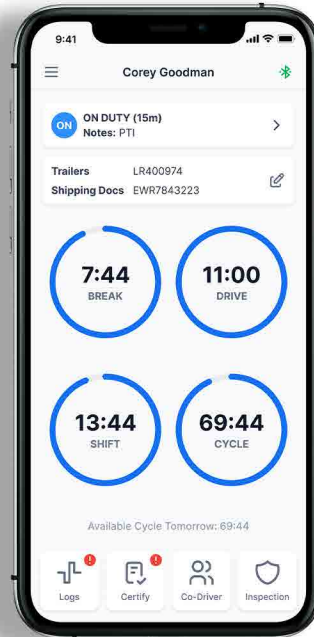 9:41
Corey Goodman
ON
ON DUTY (15m)
Notes: PTI
Trailers LR400974
Shipping Docs EWR7843223
7:44
BREAK
11:00
DRIVE
13:44
SHIFT
69:44
CYCLE
Available Cycle Tomorrow: 69:44
!
!
Logs
Certify
Co-Driver
Inspection